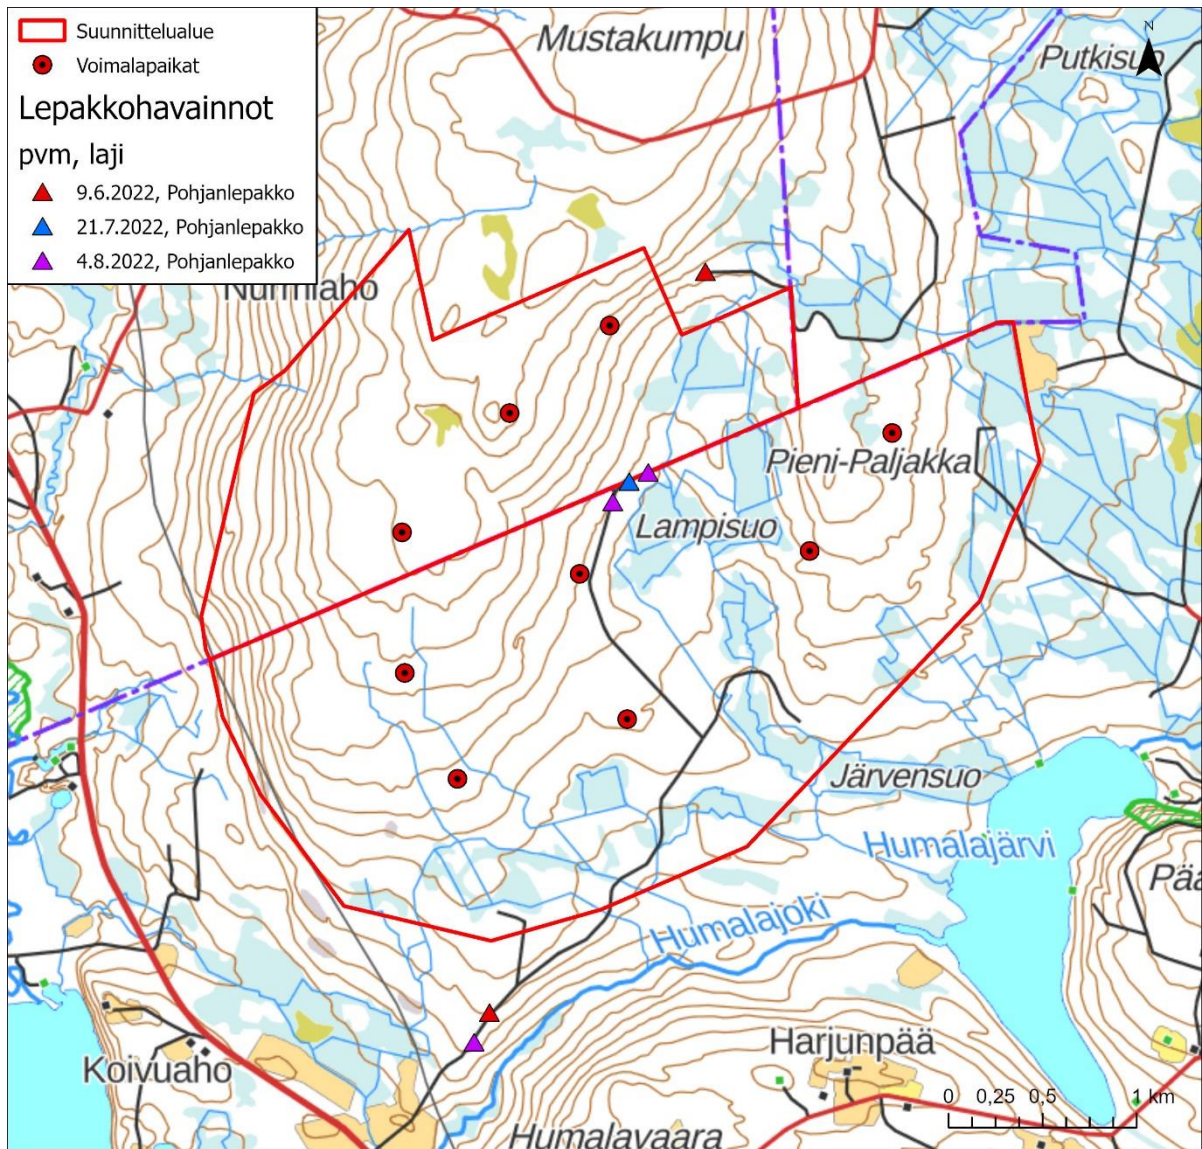 Suunnittelualue
Voimalapaikat
Lepakkohavainnot
pvm, laji
9.6.2022, Pohjanlepakko
21.7.2022, Pohjanlepakko
4.8.2022, Pohjanlepakko
Mustakumpu
N
Putkisuo
Nurmiaho
Pieni-Paljakka
Lampisuo
Järvensuo
Humalajärvi
Pää
Humalajoki
Harjunpää
Koivuaho
0 0,25 0,5 1 km
Humalavaara